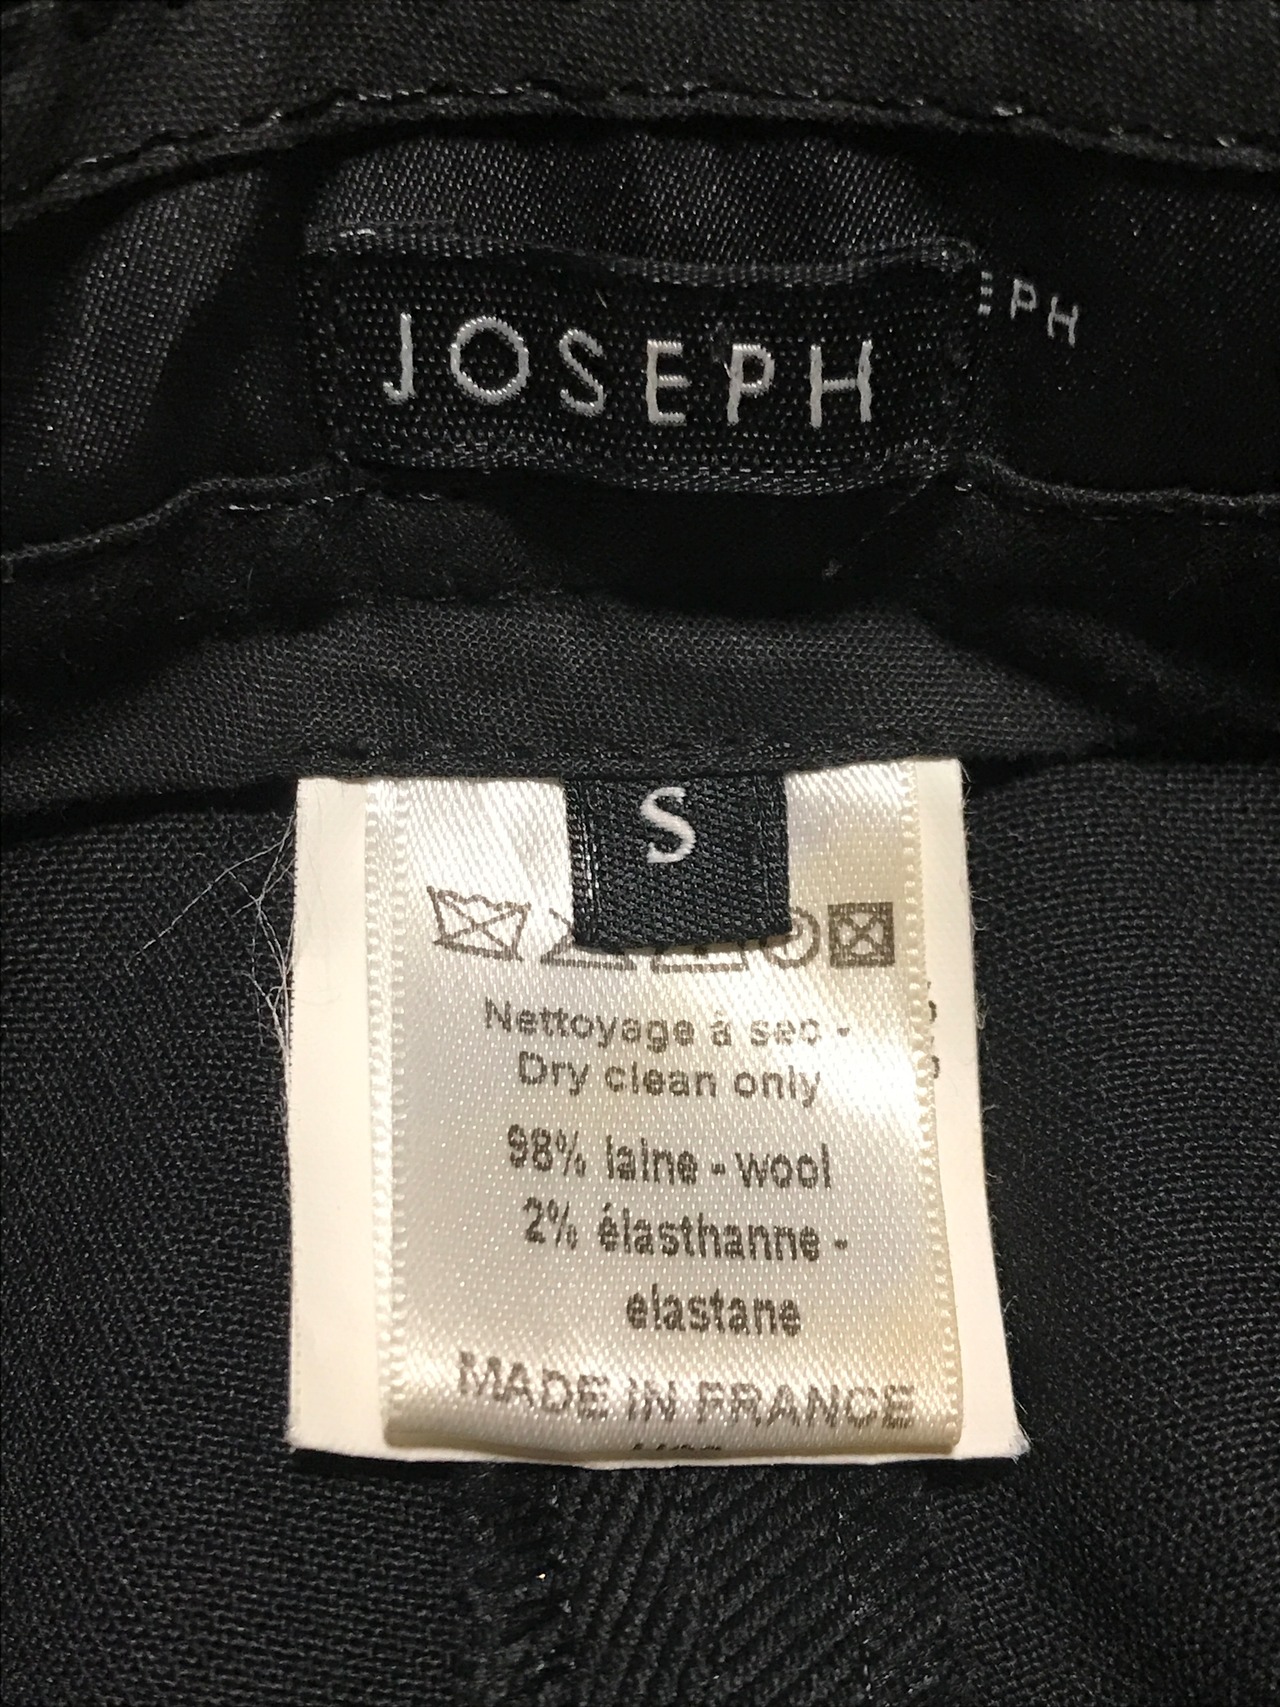 JOSEPH
EPH
S
Nettoyage à sec -
Dry clean only
98% laine - wool
2% élasthanne -
elastane
MADE IN FRANCE